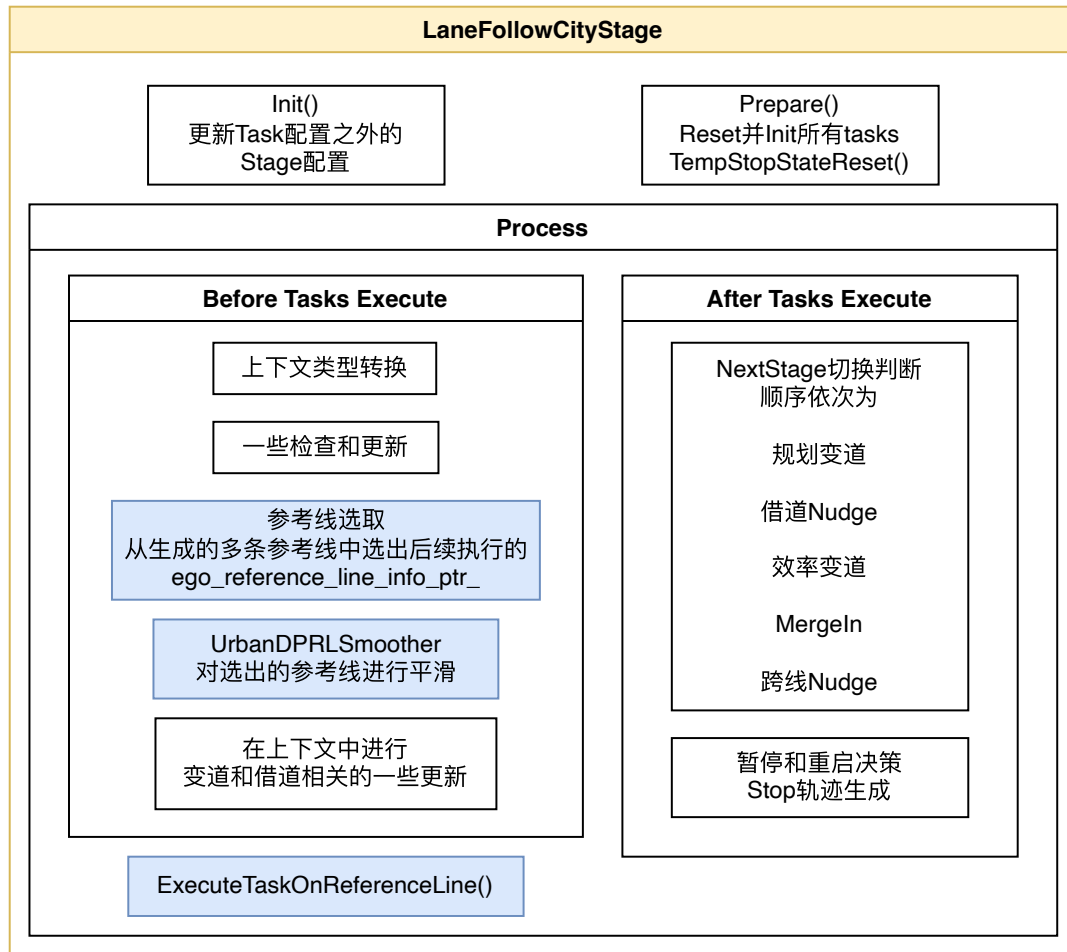 LaneFollowCityStage
Init()
更新Task配置之外的
Stage配置
Prepare()
Reset并Init所有tasks
TempStopStateReset()
Process
Before Tasks Execute
上下文类型转换
一些检查和更新
参考线选取
从生成的多条参考线中选出后续执行的
ego_reference_line_info_ptr_
UrbanDPRLSmoother
对选出的参考线进行平滑
在上下文中进行
变道和借道相关的一些更新
ExecuteTaskOnReferenceLine()
After Tasks Execute
NextStage切换判断
顺序依次为
规划变道
借道Nudge
效率变道
MergeIn
跨线Nudge
暂停和重启决策
Stop轨迹生成